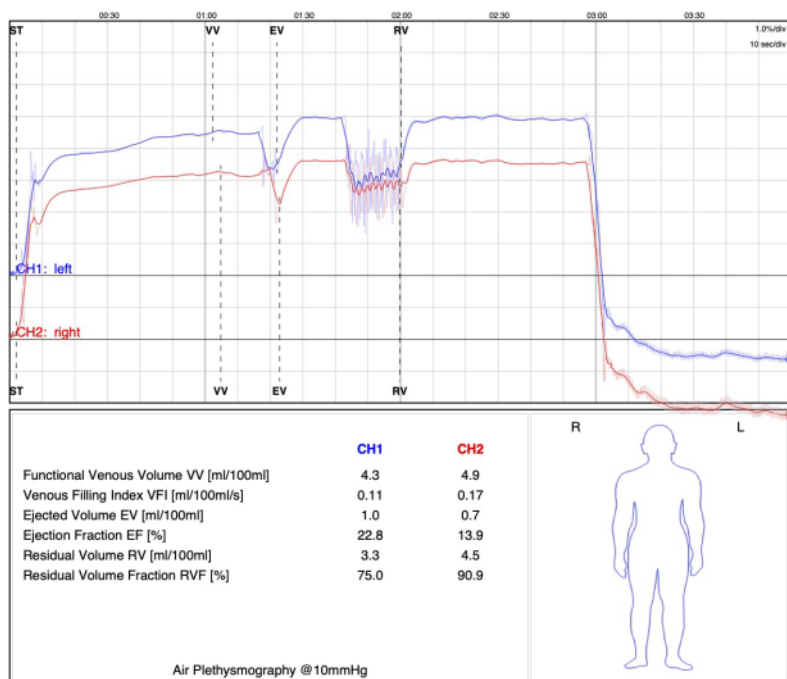 00:30 01:00 01:30 02:00 02:30 03:00 03:30
ST VV EV RV 1.0%/div
10 sec/div
CH1: left
CH2: right
ST VV EV RV
R L
CH1 CH2
Functional Venous Volume VV [ml/100ml] 4.3 4.9
Venous Filling Index VFI [ml/100ml/s] 0.11 0.17
Ejected Volume EV [ml/100ml] 1.0 0.7
Ejection Fraction EF [%] 22.8 13.9
Residual Volume RV [ml/100ml] 3.3 4.5
Residual Volume Fraction RVF [%] 75.0 90.9
Air Plethysmography @10mmHg